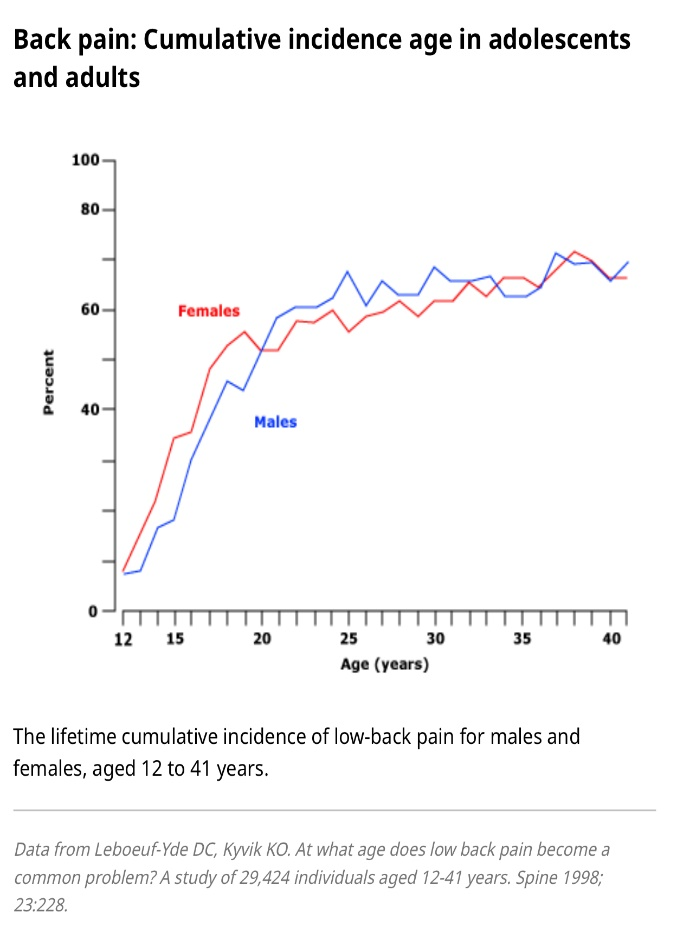 Back pain: Cumulative incidence age in adolescents
and adults
100
80
Females
60
Percent
40
Males
0
12 15 20 25 30 35 40
Age (years)
The lifetime cumulative incidence of low-back pain for males and
females, aged 12 to 41 years.
Data from Leboeuf-Yde DC, Kyvik KO. At what age does low back pain become a
common problem? A study of 29,424 individuals aged 12-41 years. Spine 1998;
23:228.